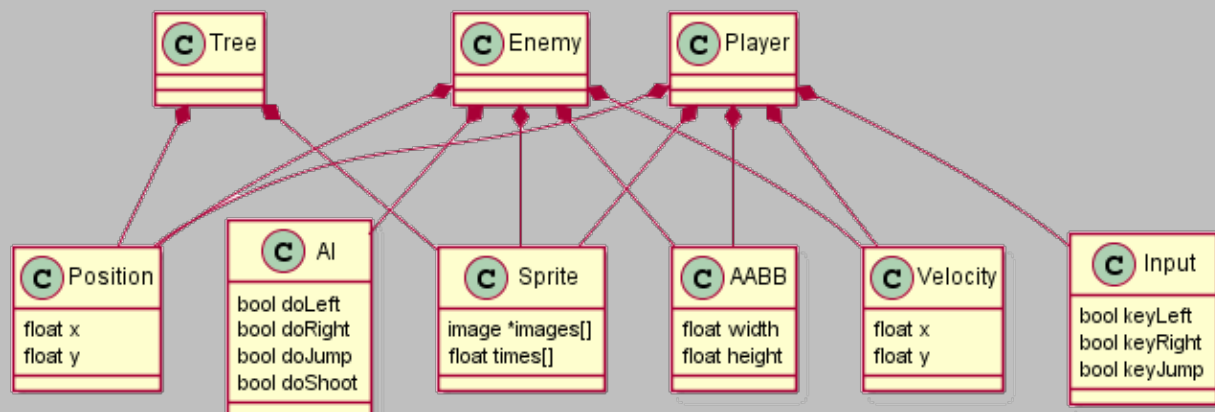 C Tree
C Enemy
C Player
C Position
float x
float y
C AI
bool doLeft
bool doRight
bool doJump
bool doShoot
C Sprite
image *images[]
float times[]
C AABB
float width
float height
C Velocity
float x
float y
C Input
bool keyLeft
bool keyRight
bool keyJump